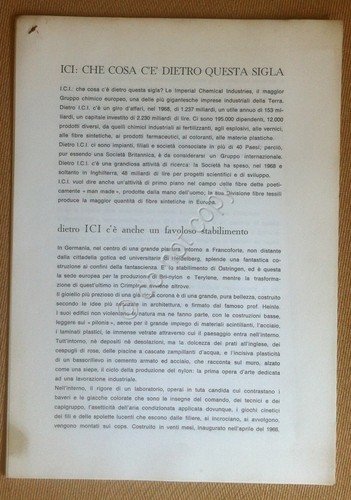 ICI: CHE COSA C'E' DIETRO QUESTA SIGLA
I.C.I.: che cosa c'è dietro questa sigla? Le Imperial Chemical Industries, il maggior
Gruppo chimico europeo, una delle più gigantesche imprese industriali della Terra.
Dietro I.C.I. c'è un giro d'affari, nel 1968, di 1.237 miliardi, un utile annuo di 153 mi-
liardi, un capitale investito di 2.230 miliardi di lire. Ci sono 195.000 dipendenti, 12.000
prodotti diversi, da quelli chimici industriali ai fertilizzanti, agli esplosivi, alle vernici,
alle fibre sintetiche, ai prodotti farmaceutici, ai coloranti, alle materie plastiche.
Dietro I.C.I. ci sono impianti, filiali e società consociate in più di 40 Paesi; perciò,
pur essendo una Società Britannica, è da considerarsi un Gruppo internazionale.
Dietro I.C.I. c'è una grandiosa attività di ricerca: la Società ha speso, nel 1968 e
soltanto in Inghilterra, 48 miliardi di lire per progetti scientifici e di sviluppo.
I.C.I. vuol dire anche un'attività di primo piano nel campo delle fibre dette poeti-
camente « man made », prodotte dalla mano dell'uomo; la sua Divisione fibre tessili
produce la maggior quantità di fibre sintetiche in Europa.
dietro ICI c'è anche un favoloso stabilimento
In Germania, nel centro di una grande pianura intorno a Francoforte, non distante
dalla cittadella gotica ed universitaria di Heidelberg, splende una fantastica co-
struzione ai confini della fantascienza. E' lo stabilimento di Ostringen, ed è questa
la sede europea per la produzione di Bri-nylon e Terylene, mentre la trasforma-
zione di quest'ultimo in Crimplene avviene altrove.
Il gioiello più prezioso di una già ricca corona è di una grande, pura bellezza, costruito
secondo le idee più avanzate in architettura, e firmato dal famoso prof. Heinle.
I suoi edifici non violentano la natura ma ne fanno parte, con le costruzioni basse,
leggere sui « pilotis », aeree per il grande impiego di materiali scintillanti, l'acciaio,
i laminati plastici, le immense vetrate attraverso cui il paesaggio entra nell'interno.
Tutt'intorno, nè depositi nè desolazioni, ma la dolcezza dei prati all'inglese, dei
cespugli di rose, delle piscine a cascate zampillanti d'acqua, e l'incisiva plasticità
di un bassorilievo in cemento armato ed acciaio, che racconta sul muro, alzato
come una siepe, il ciclo della produzione del nylon: la prima opera d'arte dedicata
ad una lavorazione industriale.
Nell'interno, il rigore di un laboratorio, operai in tuta candida cui contrastano i
baveri e le giacche colorate che sono le insegne del comando, dei tecnici e dei
capigruppo, l'asetticità dell'aria condizionata applicata dovunque, i giochi cinetici
dei fili e delle spolette lucenti che escono dalle filiere, si incrociano, si avvolgono,
vengono montati sui cops. Costruito in venti mesi, inaugurato nell'aprile del 1966,